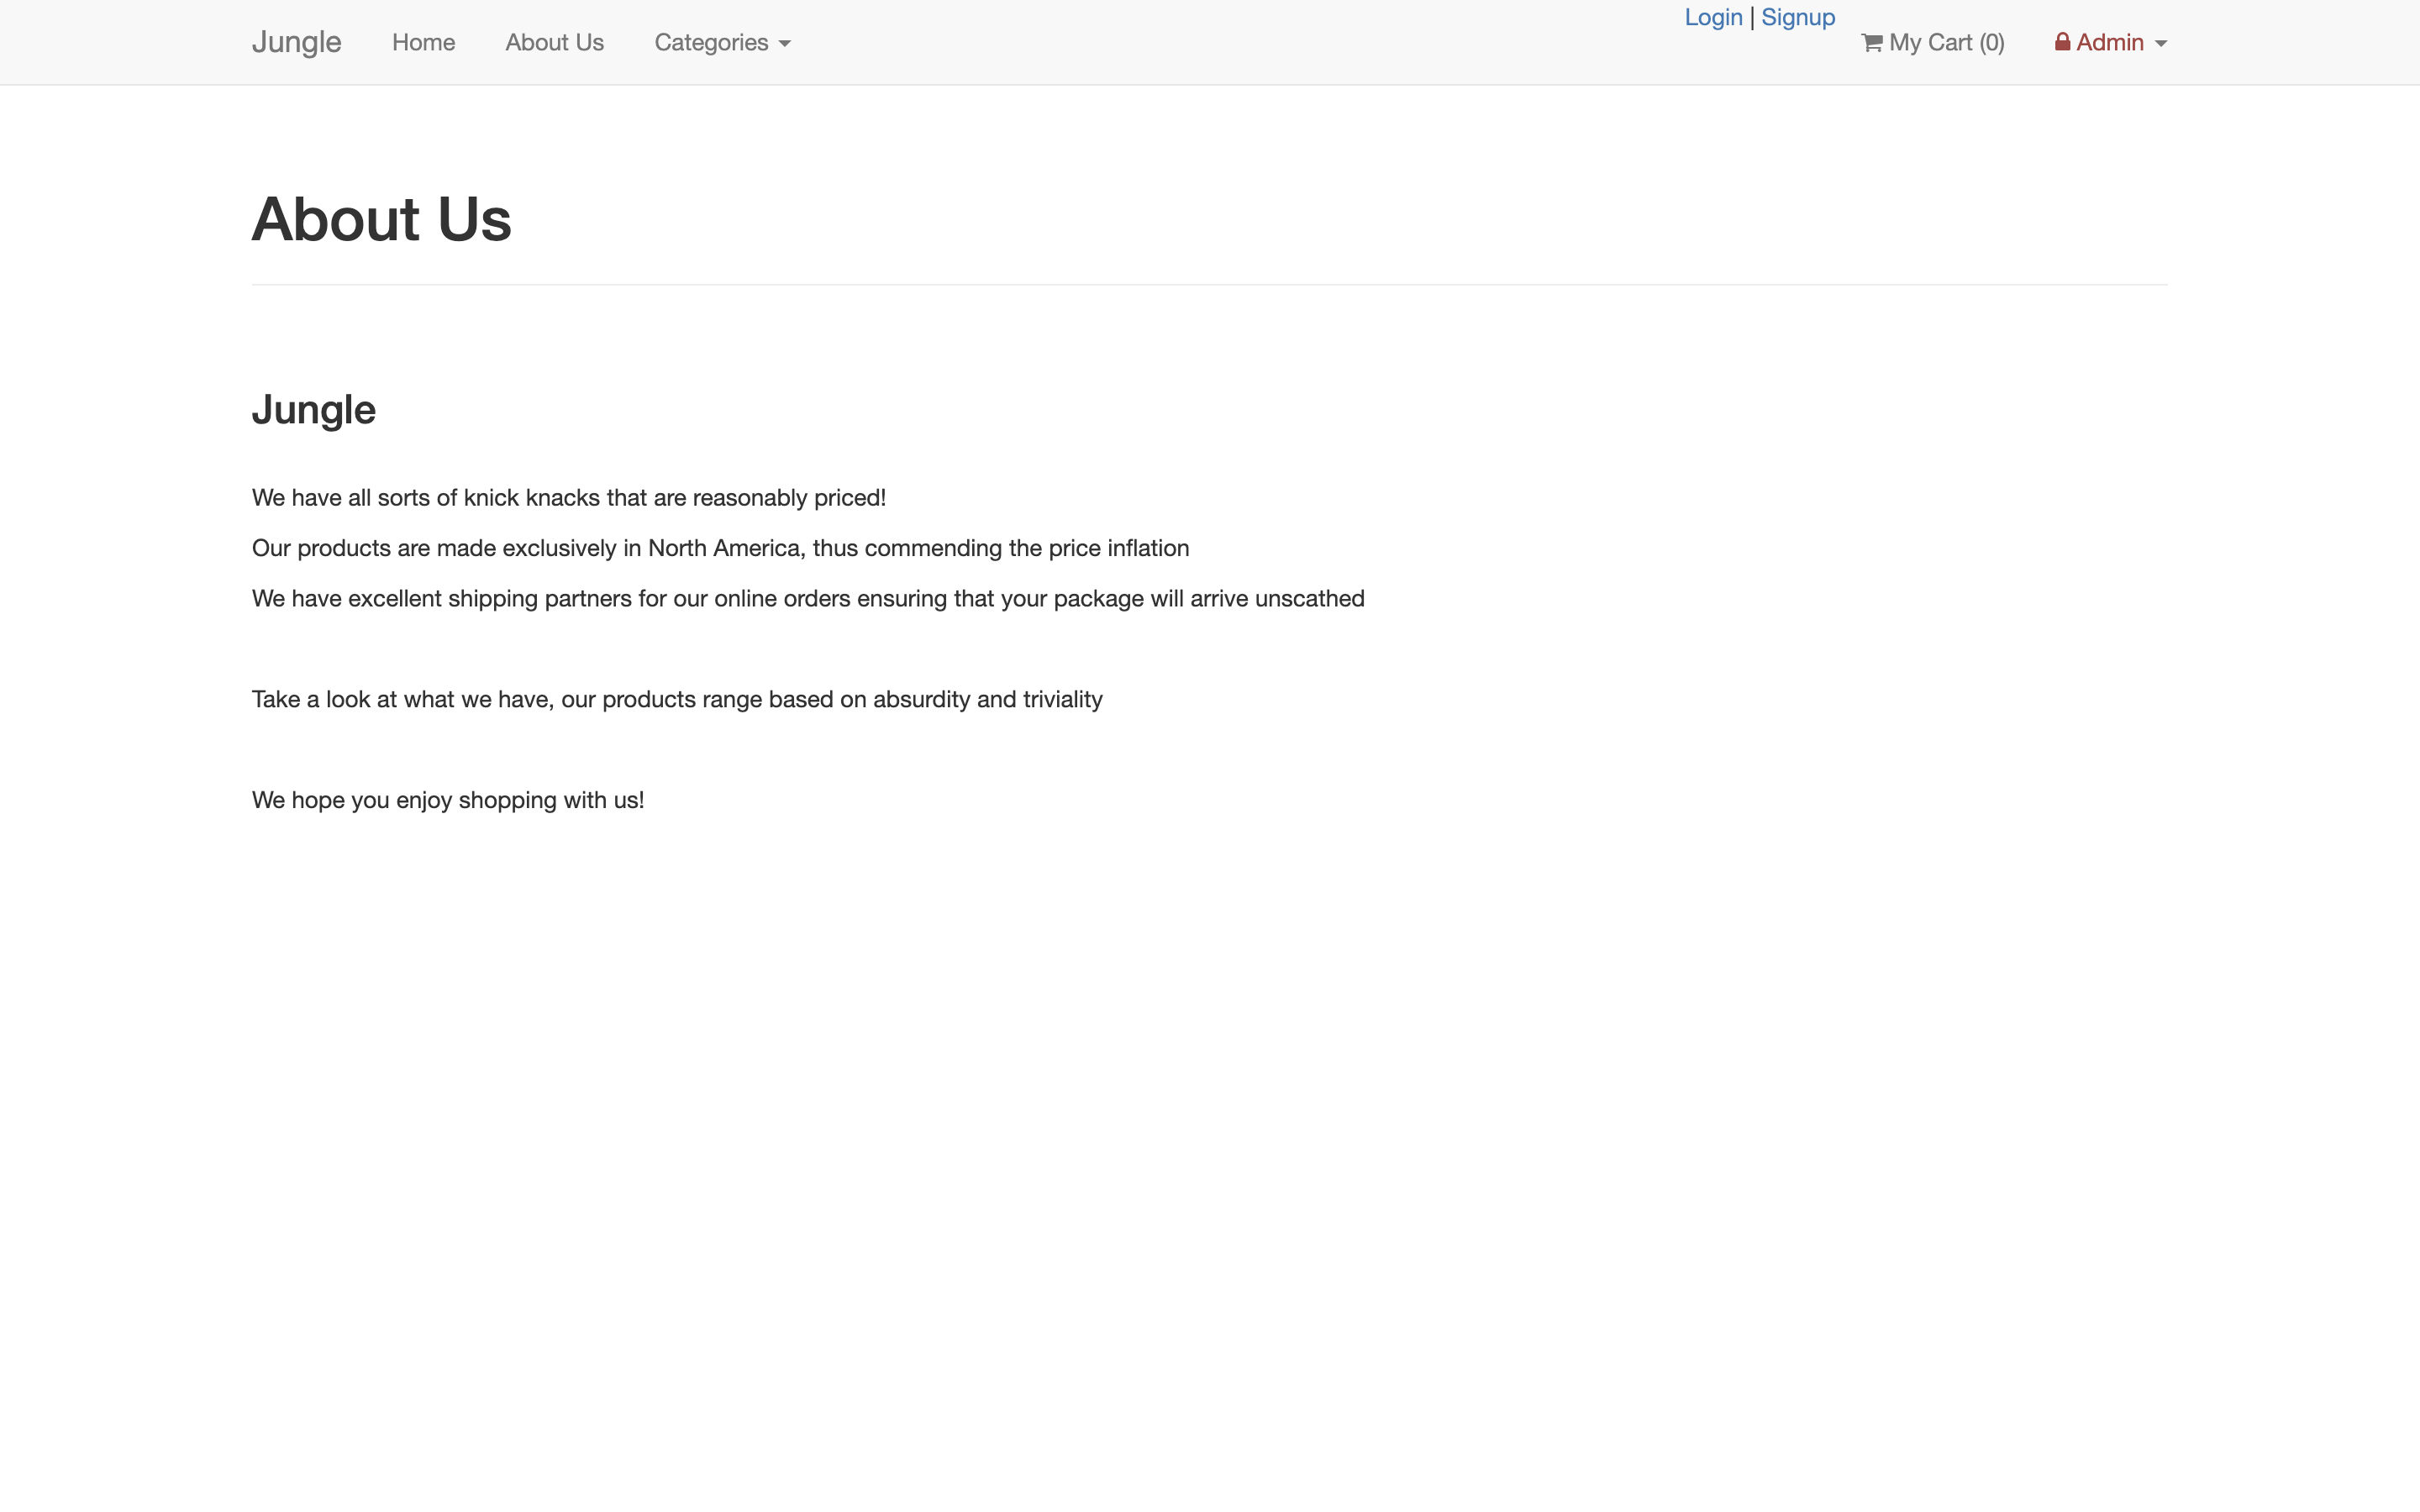 Login | Signup
Jungle Home About Us Categories My Cart (0) Admin
About Us
Jungle
We have all sorts of knick knacks that are reasonably priced!
Our products are made exclusively in North America, thus commending the price inflation
We have excellent shipping partners for our online orders ensuring that your package will arrive unscathed
Take a look at what we have, our products range based on absurdity and triviality
We hope you enjoy shopping with us!